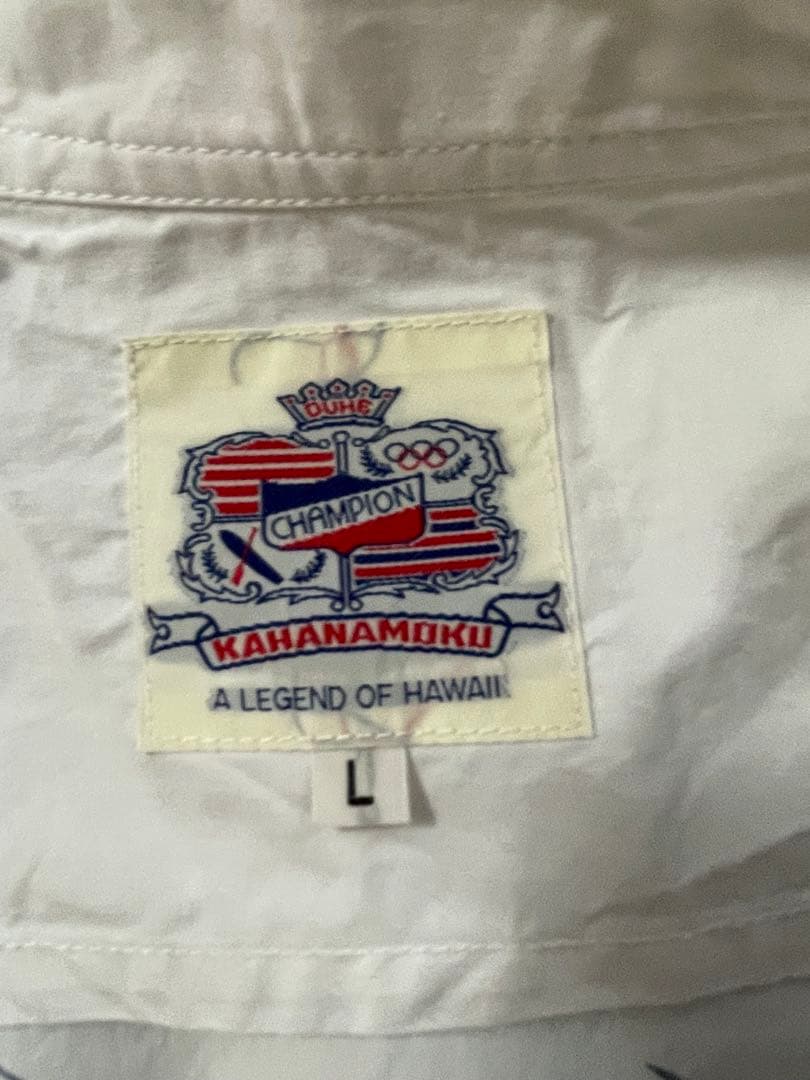 DUKE
CHAMPION
KAHANAMOKU
A LEGEND OF HAWAII
L